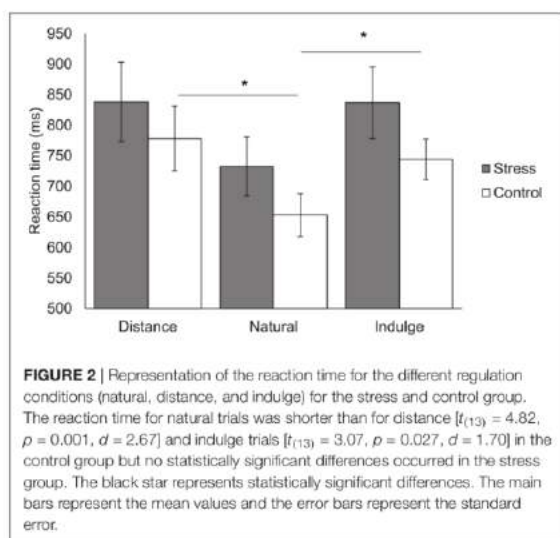 950
900
850
800
750
700
650
600
550
500
Reaction time (ms)
*
*
Stress
Control
Distance
Natural
Indulge
FIGURE 2 | Representation of the reaction time for the different regulation
conditions (natural, distance, and indulge) for the stress and control group.
The reaction time for natural trials was shorter than for distance [t(13) = 4.82,
p = 0.001, d = 2.67] and indulge trials [t(13) = 3.07, p = 0.027, d = 1.70] in the
control group but no statistically significant differences occurred in the stress
group. The black star represents statistically significant differences. The main
bars represent the mean values and the error bars represent the standard
error.